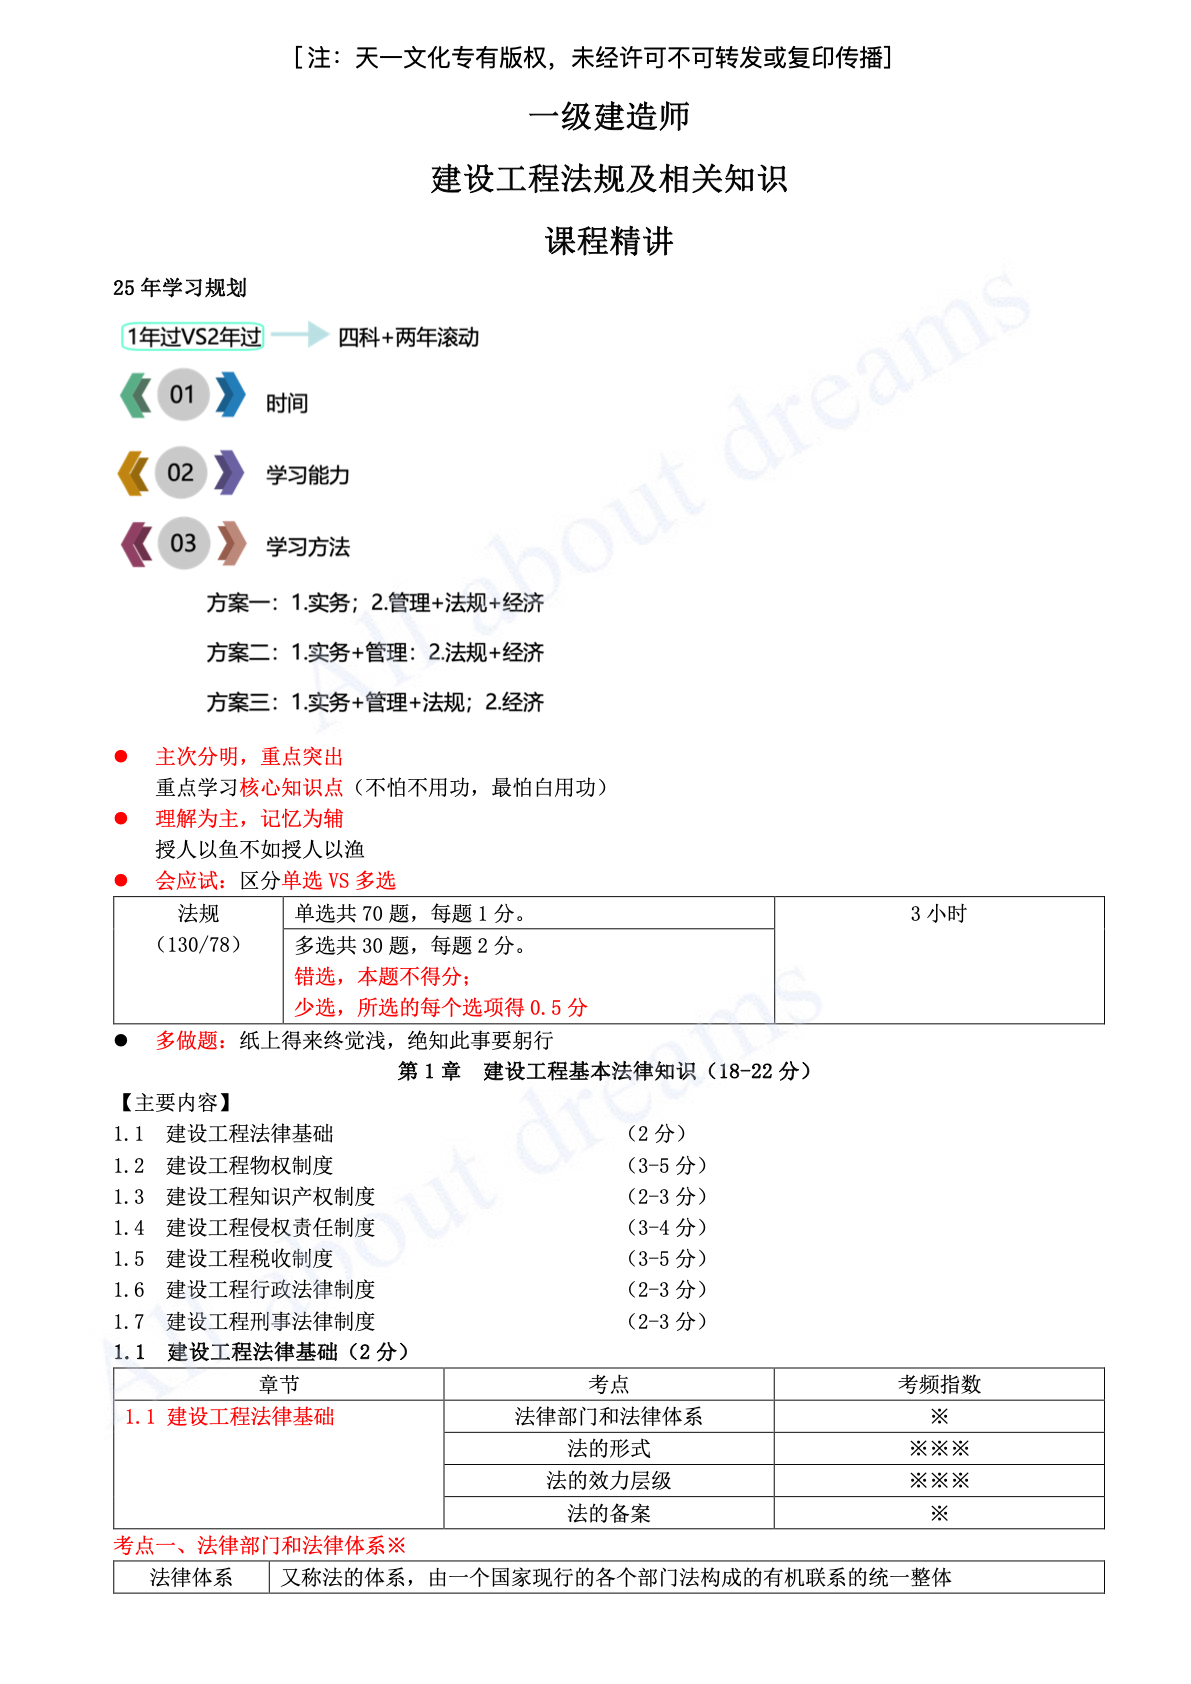 [注：天一文化专有版权，未经许可不可转发或复印传播]
一级建造师
建设工程法规及相关知识
课程精讲
25 年学习规划
1年过VS2年过 四科+两年滚动
01 时间
02 学习能力
03 学习方法
方案一：1.实务；2.管理+法规+经济
方案二：1.实务+管理：2.法规+经济
方案三：1.实务+管理+法规；2.经济
● 主次分明，重点突出
重点学习核心知识点（不怕不用功，最怕白用功）
● 理解为主，记忆为辅
授人以鱼不如授人以渔
● 会应试：区分单选 VS 多选
法规 单选共 70 题，每题 1 分。 3 小时
（130/78） 多选共 30 题，每题 2 分。
错选，本题不得分；
少选，所选的每个选项得 0.5 分
● 多做题：纸上得来终觉浅，绝知此事要躬行
第 1 章 建设工程基本法律知识（18-22 分）
【主要内容】
1.1 建设工程法律基础 （2 分）
1.2 建设工程物权制度 （3-5 分）
1.3 建设工程知识产权制度 （2-3 分）
1.4 建设工程侵权责任制度 （3-4 分）
1.5 建设工程税收制度 （3-5 分）
1.6 建设工程行政法律制度 （2-3 分）
1.7 建设工程刑事法律制度 （2-3 分）
1.1 建设工程法律基础（2 分）
章节 考点 考频指数
1.1 建设工程法律基础 法律部门和法律体系 ※
法的形式 ※※※
法的效力层级 ※※※
法的备案 ※
考点一、法律部门和法律体系※
法律体系 又称法的体系，由一个国家现行的各个部门法构成的有机联系的统一整体
All about dreams
All about dreams